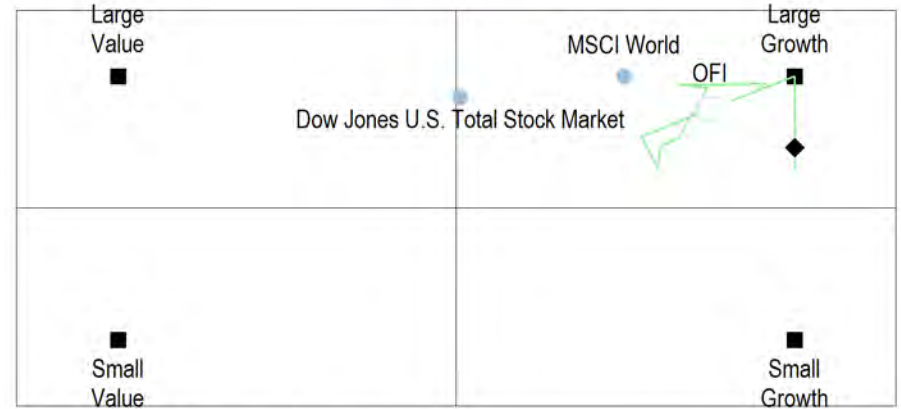 Large
Value
Large
Growth
MSCI World
OFI
Dow Jones U.S. Total Stock Market
Small
Value
Small
Growth